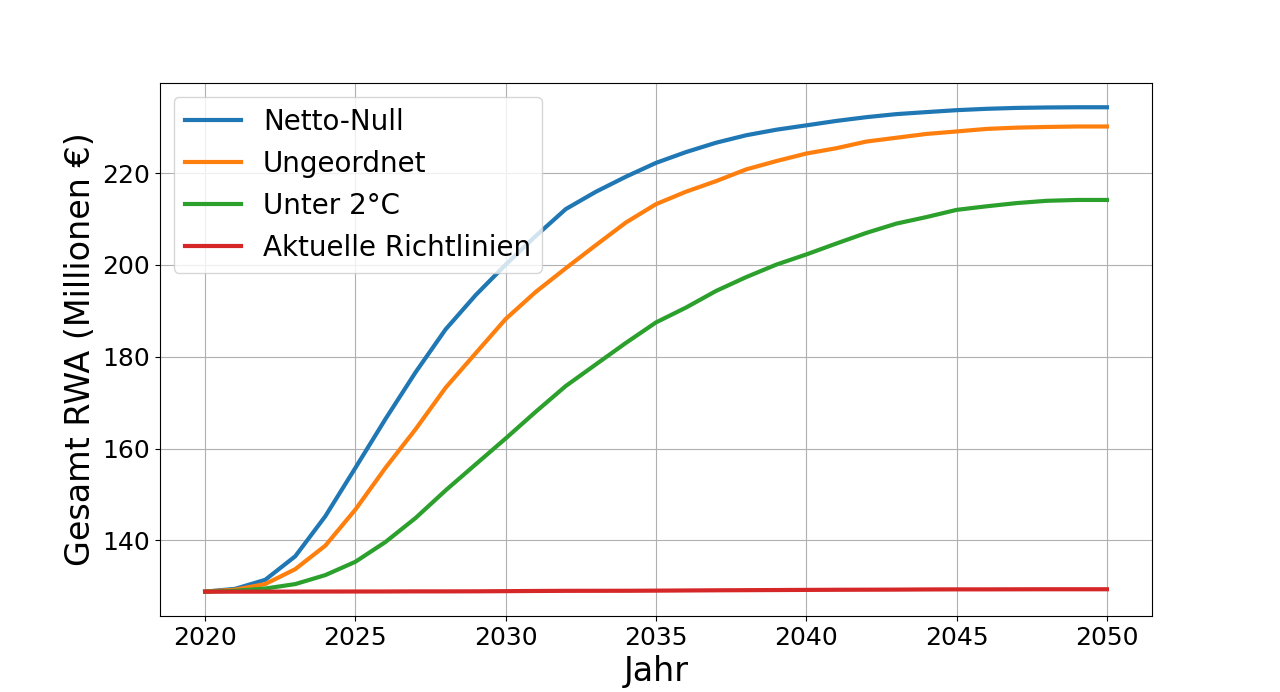 Netto-Null
Ungeordnet
Unter 2°C
Aktuelle Richtlinien
Gesamt RWA (Millionen €)
220
200
180
160
140
2020 2025 2030 2035 2040 2045 2050
Jahr